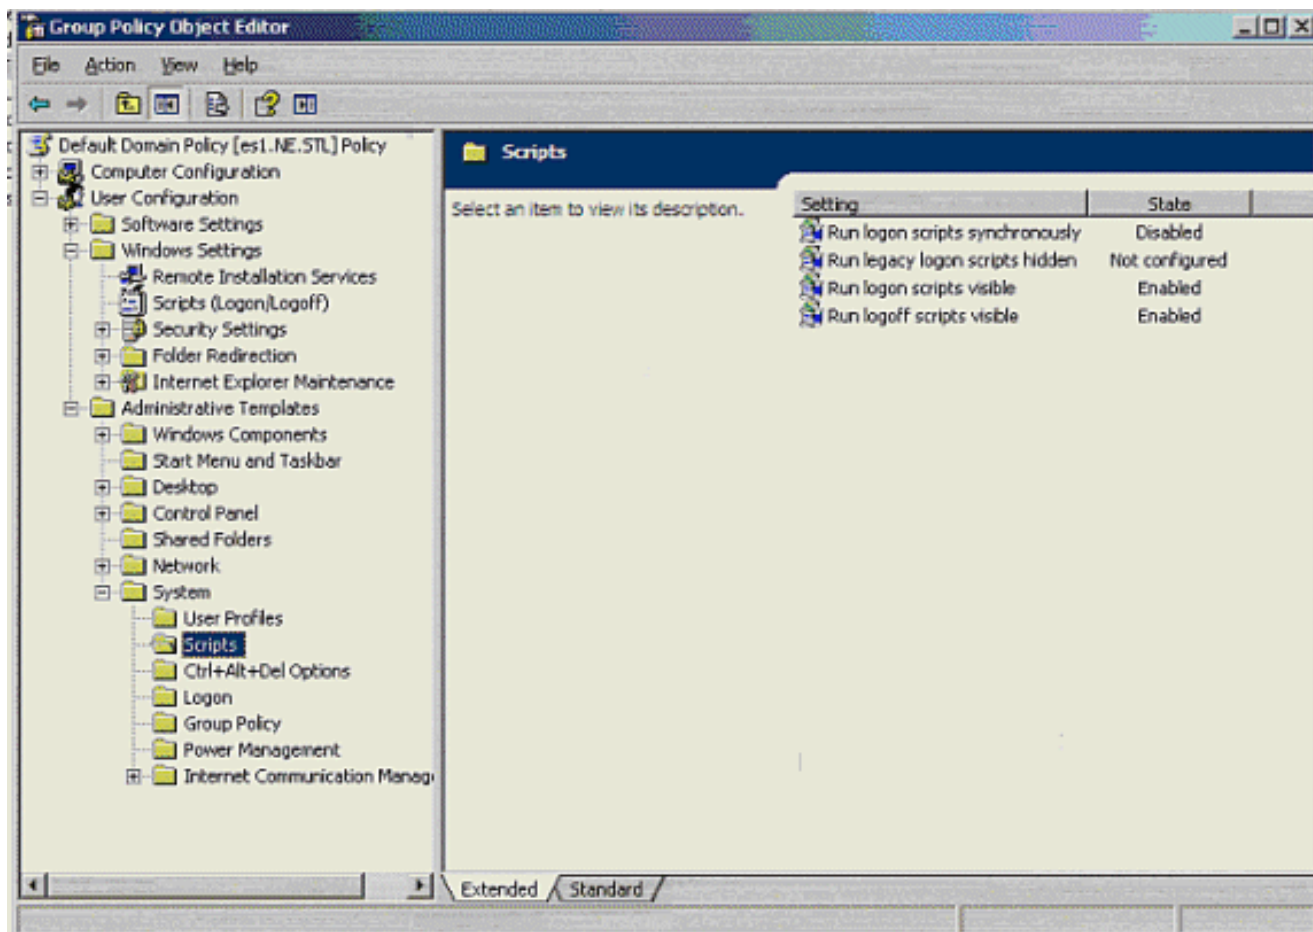 Group Policy Object Editor
File Action View Help
Default Domain Policy [es1.NE.STL] Policy
Computer Configuration
User Configuration
Software Settings
Windows Settings
Remote Installation Services
Scripts (Logon/Logoff)
Security Settings
Folder Redirection
Internet Explorer Maintenance
Administrative Templates
Windows Components
Start Menu and Taskbar
Desktop
Control Panel
Shared Folders
Network
System
User Profiles
Scripts
Ctrl+Alt+Del Options
Logon
Group Policy
Power Management
Internet Communication Manag
Scripts
Select an item to view its description.
Setting State
Run logon scripts synchronously Disabled
Run legacy logon scripts hidden Not configured
Run logon scripts visible Enabled
Run logoff scripts visible Enabled
Extended Standard